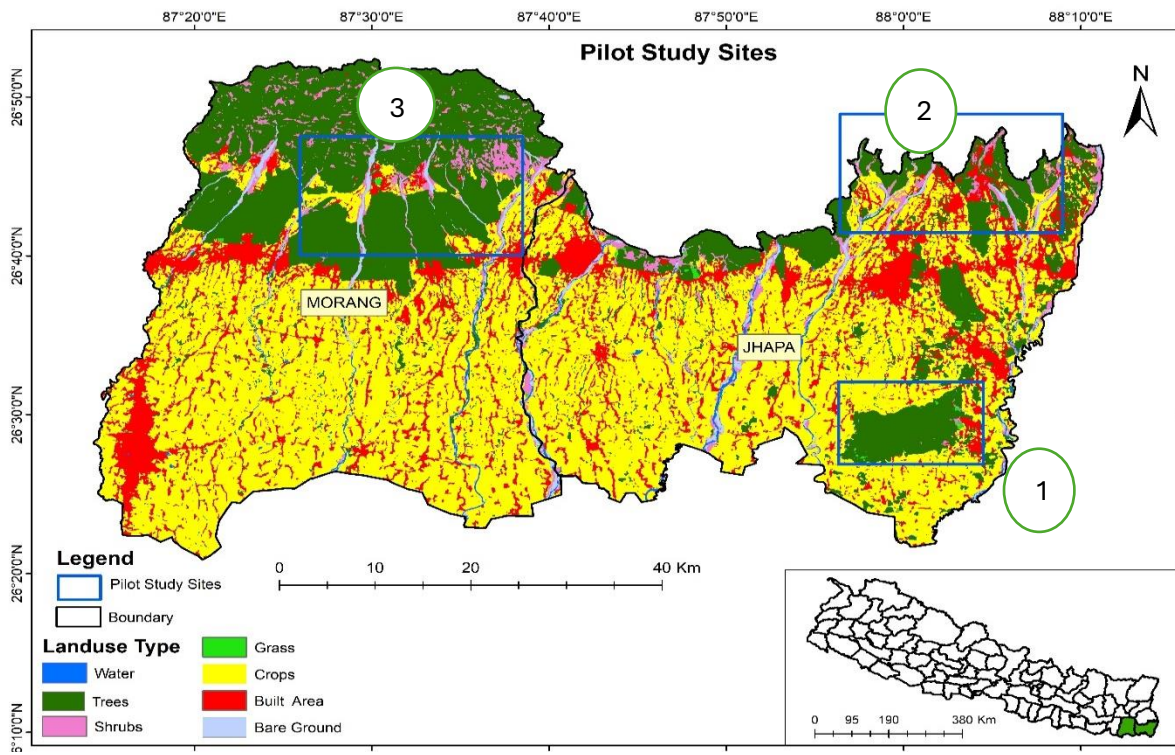 87°20'0"E 87°30'0"E 87°40'0"E 87°50'0"E 88°0'0"E 88°10'0"E
Pilot Study Sites
N
26°50'0"N
26°40'0"N
26°30'0"N
26°20'0"N
26°10'0"N
3
2
MORANG
JHAPA
1
Legend
Pilot Study Sites
Boundary
0 10 20 40 Km
Landuse Type
Water
Trees
Shrubs
Grass
Crops
Built Area
Bare Ground
0 95 190 380 Km